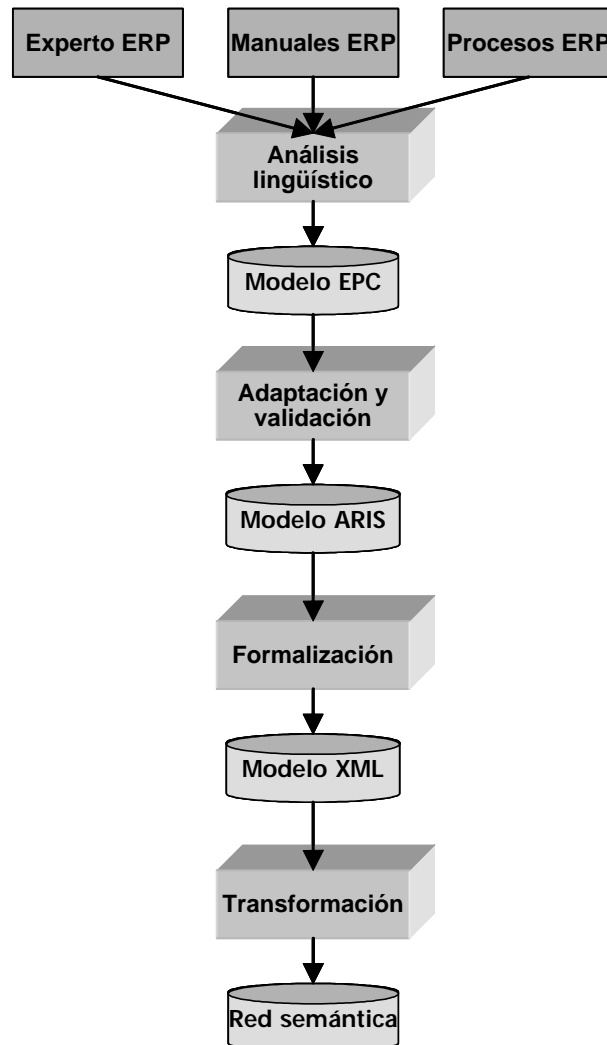 Experto ERP
Manuales ERP
Procesos ERP
Análisis
lingüístico
Modelo EPC
Adaptación y
validación
Modelo ARIS
Formalización
Modelo XML
Transformación
Red semántica